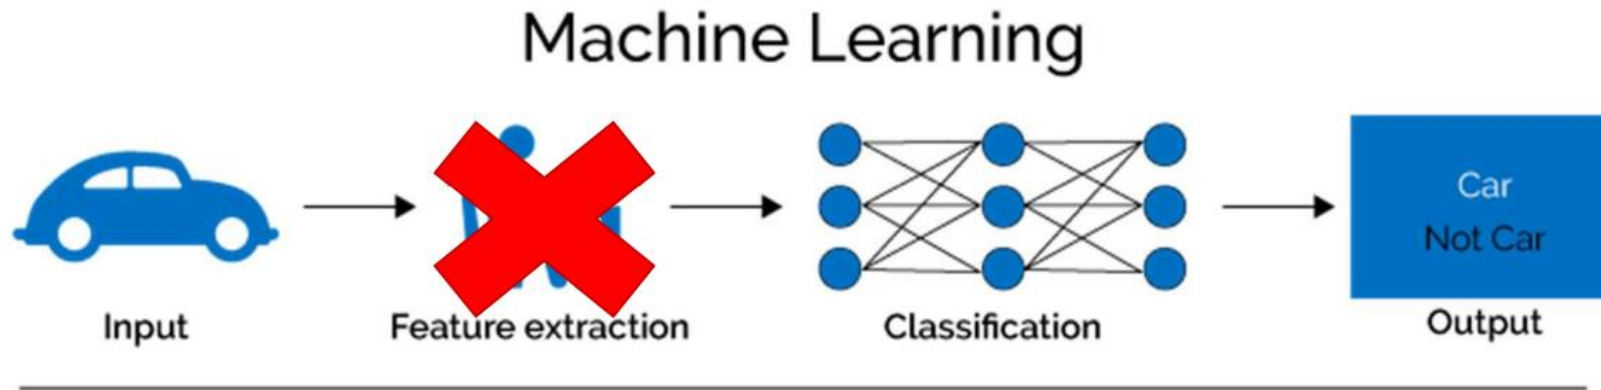 Machine Learning
Car
Not Car
Input
Feature extraction
Classification
Output